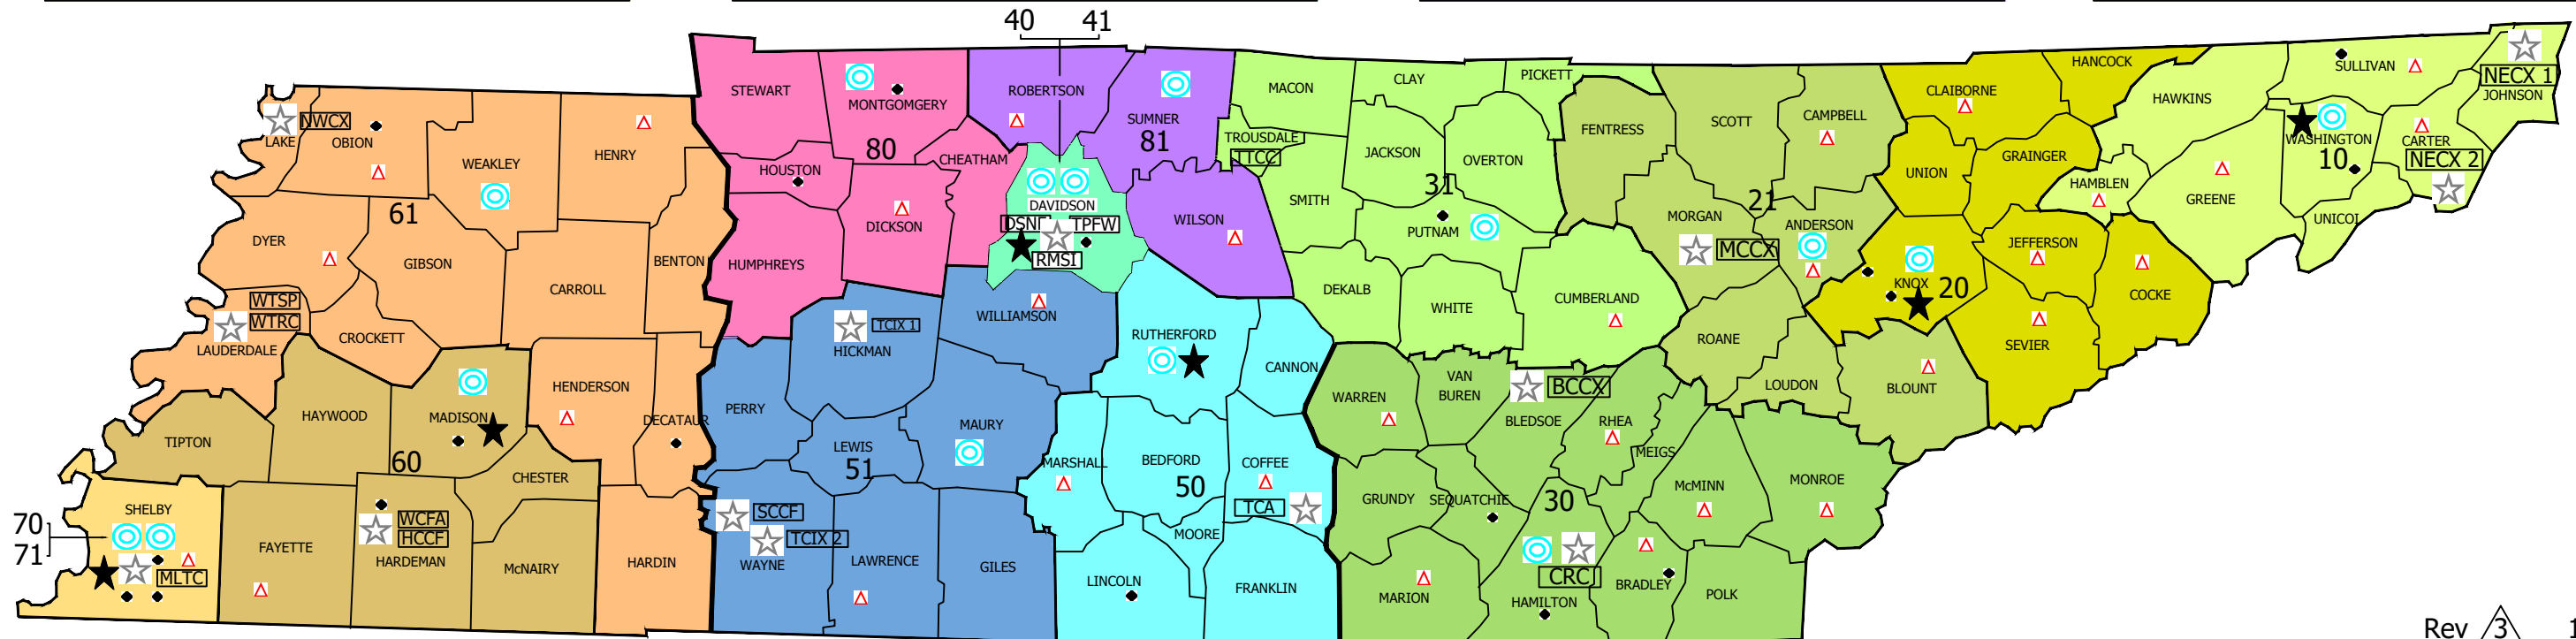 40 41
STEWART
MONTGOMGERY
ROBERTSON
SUMNER
81
MACON
CLAY
PICKETT
HANCOCK
CLAIBORNE
SULLIVAN
NECX 1
JOHNSON
HAWKINS
NWCX
LAKE
OBION
WEAKLEY
HENRY
HOUSTON
80
CHEATHAM
TROUSDALE
TTCC
JACKSON
OVERTON
FENTRESS
SCOTT
CAMPBELL
UNION
GRAINGER
HAMBLEN
GREENE
WASHINGTON
10
CARTER
NECX 2
UNICOI
61
DYER
GIBSON
CARROLL
BENTON
HUMPHREYS
DICKSON
DAVIDSON
DSNF
TPFW
RMSI
WILSON
SMITH
31
PUTNAM
MORGAN
21
MCCX
ANDERSON
KNOX
20
JEFFERSON
COCKE
SEVIER
WTSP
WTRC
LAUDERDALE
CROCKETT
TCIX 1
HICKMAN
WILLIAMSON
RUTHERFORD
CANNON
DEKALB
WHITE
CUMBERLAND
ROANE
LOUDON
BLOUNT
TIPTON
HAYWOOD
MADISON
60
CHESTER
HENDERSON
DECATAUR
PERRY
LEWIS
51
MAURY
MARSHALL
BEDFORD
50
COFFEE
TCA
WARREN
VAN
BUREN
BCCX
BLEDSOE
RHEA
MEIGS
McMINN
MONROE
70
71
SHELBY
MLTC
FAYETTE
WCFA
HCCF
HARDEMAN
McNAIRY
HARDIN
SCCF
TCIX 2
WAYNE
LAWRENCE
GILES
LINCOLN
MOORE
FRANKLIN
GRUNDY
SEQUATCHIE
30
MARION
CRC
HAMILTON
BRADLEY
POLK
Rev 3 1